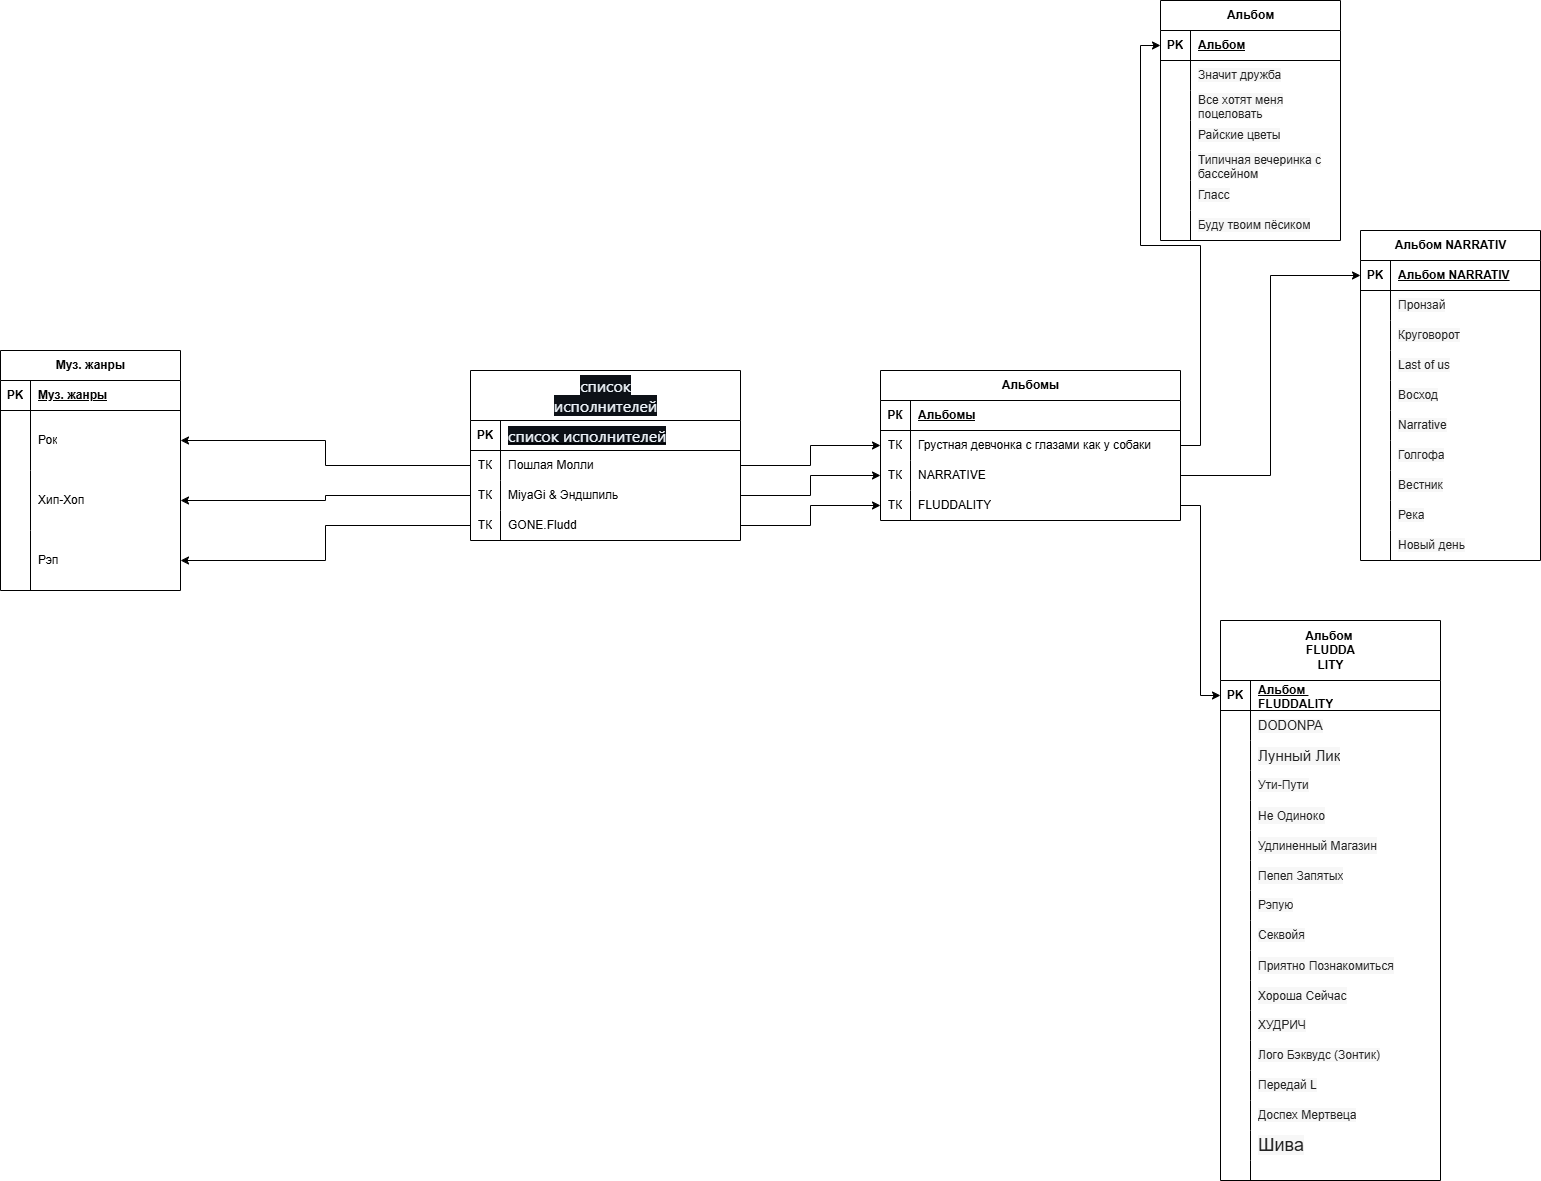 Альбом
PK Альбом
Значит дружба
Все хотят меня
поцеловать
Райские цветы
Типичная вечеринка с
бассейном
Гласс
Буду твоим пёсиком
Альбом NARRATIV
PK Альбом NARRATIV
Пронзай
Круговорот
Last of us
Восход
Narrative
Голгофа
Вестник
Река
Новый день
Муз. жанры
PK Муз. жанры
Рок
Хип-Хоп
Рэп
список
исполнителей
PK список исполнителей
ТК Пошлая Молли
ТК MiyaGi & Эндшпиль
ТК GONE.Fludd
Альбомы
PK Альбомы
ТК Грустная девчонка с глазами как у собаки
ТК NARRATIVE
ТК FLUDDALITY
Альбом
FLUDDA
LITY
PK Альбом
FLUDDALITY
DODONPA
Лунный Лик
Ути-Пути
Не Одиноко
Удлиненный Магазин
Пепел Запятых
Рэпую
Секвойя
Приятно Познакомиться
Хороша Сейчас
ХУДРИЧ
Лого Бэквудс (Зонтик)
Передай L
Доспех Мертвеца
Шива